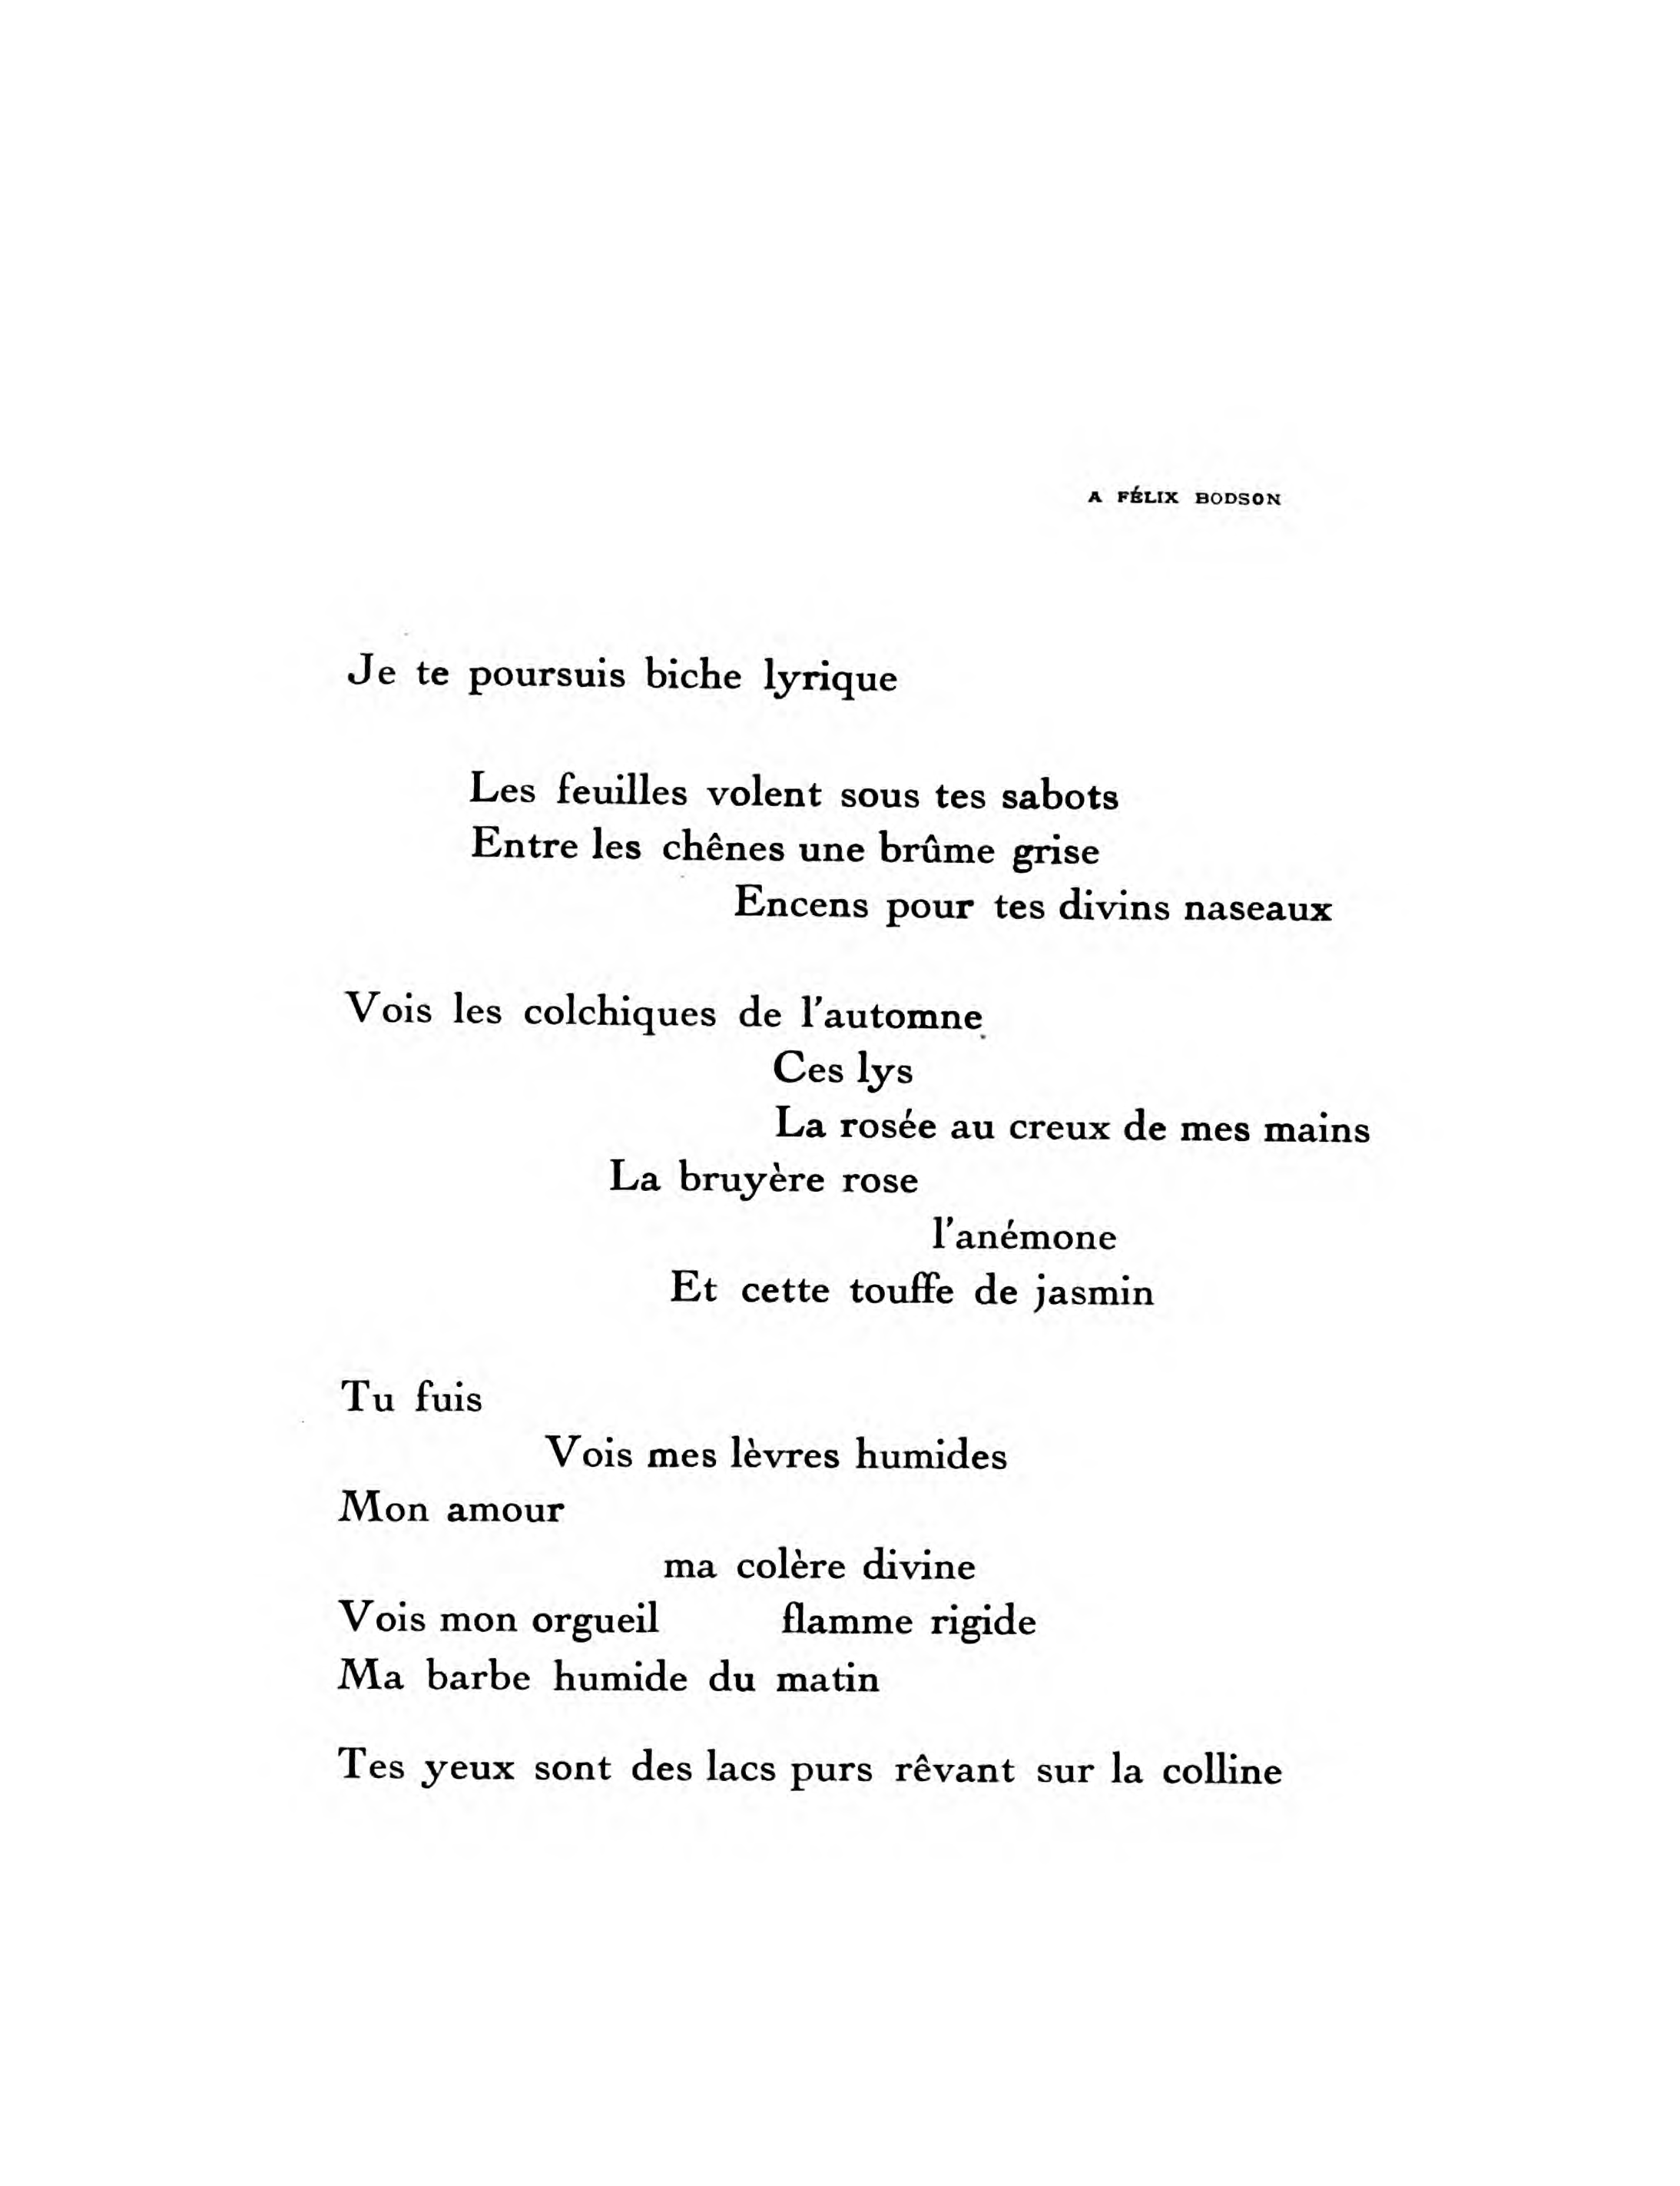 A FÉLIX BODSON
Je te poursuis biche lyrique
Les feuilles volent sous tes sabots
Entre les chênes une brûme grise
Encens pour tes divins naseaux
Vois les colchiques de l'automne
Ces lys
La rosée au creux de mes mains
La bruyère rose
l'anémone
Et cette touffe de jasmin
Tu fuis
Vois mes lèvres humides
Mon amour
ma colère divine
Vois mon orgueil flamme rigide
Ma barbe humide du matin
Tes yeux sont des lacs purs rêvant sur la colline